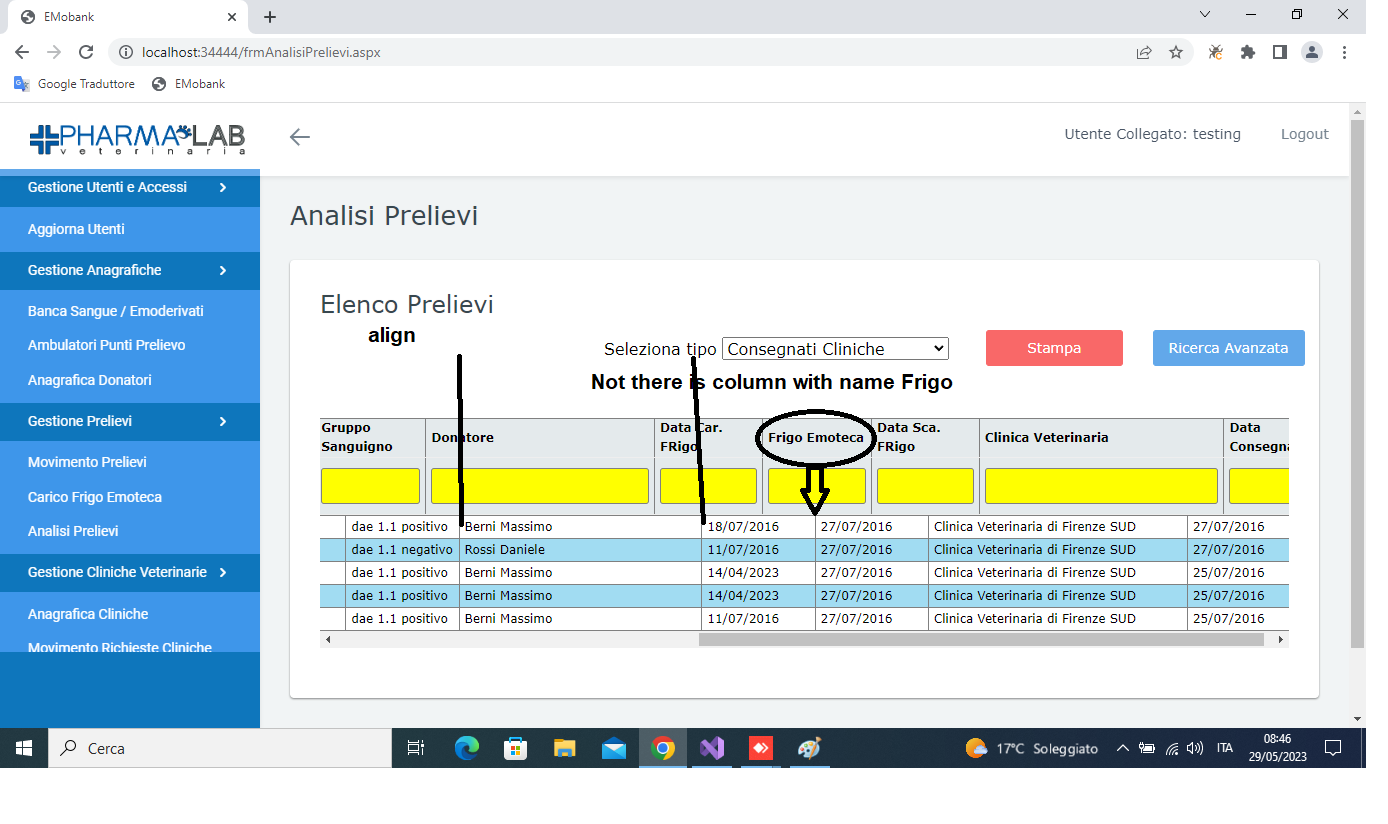 EMobank
localhost:34444/frmAnalisiPrelievi.aspx
Google Traduttore EMobank
PHARMALAB
veterinaria
Utente Collegato: testing Logout
Gestione Utenti e Accessi
Aggiorna Utenti
Gestione Anagrafiche
Banca Sangue / Emoderivati
Ambulatori Punti Prelievo
Anagrafica Donatori
Gestione Prelievi
Movimento Prelievi
Carico Frigo Emoteca
Analisi Prelievi
Gestione Cliniche Veterinarie
Anagrafica Cliniche
Movimento Richieste Cliniche
Analisi Prelievi
Elenco Prelievi
align
Seleziona tipo Consegnati Cliniche Stampa Ricerca Avanzata
Not there is column with name Frigo
Gruppo Sanguigno Donatore Data Car. FRigo Frigo Emoteca Data Sca. FRigo Clinica Veterinaria Data Consegna
dae 1.1 positivo Berni Massimo 18/07/2016 27/07/2016 Clinica Veterinaria di Firenze SUD 27/07/2016
dae 1.1 negativo Rossi Daniele 11/07/2016 27/07/2016 Clinica Veterinaria di Firenze SUD 27/07/2016
dae 1.1 positivo Berni Massimo 14/04/2023 27/07/2016 Clinica Veterinaria di Firenze SUD 25/07/2016
dae 1.1 positivo Berni Massimo 14/04/2023 27/07/2016 Clinica Veterinaria di Firenze SUD 25/07/2016
dae 1.1 positivo Berni Massimo 11/07/2016 27/07/2016 Clinica Veterinaria di Firenze SUD 25/07/2016
Cerca
17°C Soleggiato ITA
08:46
29/05/2023